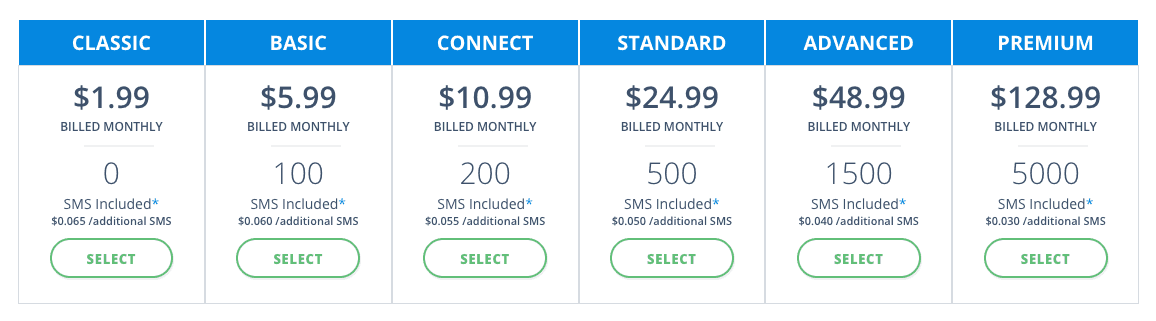 CLASSIC
$1.99
BILLED MONTHLY
0
SMS Included*
$0.065 /additional SMS
SELECT
BASIC
$5.99
BILLED MONTHLY
100
SMS Included*
$0.060 /additional SMS
SELECT
CONNECT
$10.99
BILLED MONTHLY
200
SMS Included*
$0.055 /additional SMS
SELECT
STANDARD
$24.99
BILLED MONTHLY
500
SMS Included*
$0.050 /additional SMS
SELECT
ADVANCED
$48.99
BILLED MONTHLY
1500
SMS Included*
$0.040 /additional SMS
SELECT
PREMIUM
$128.99
BILLED MONTHLY
5000
SMS Included*
$0.030 /additional SMS
SELECT